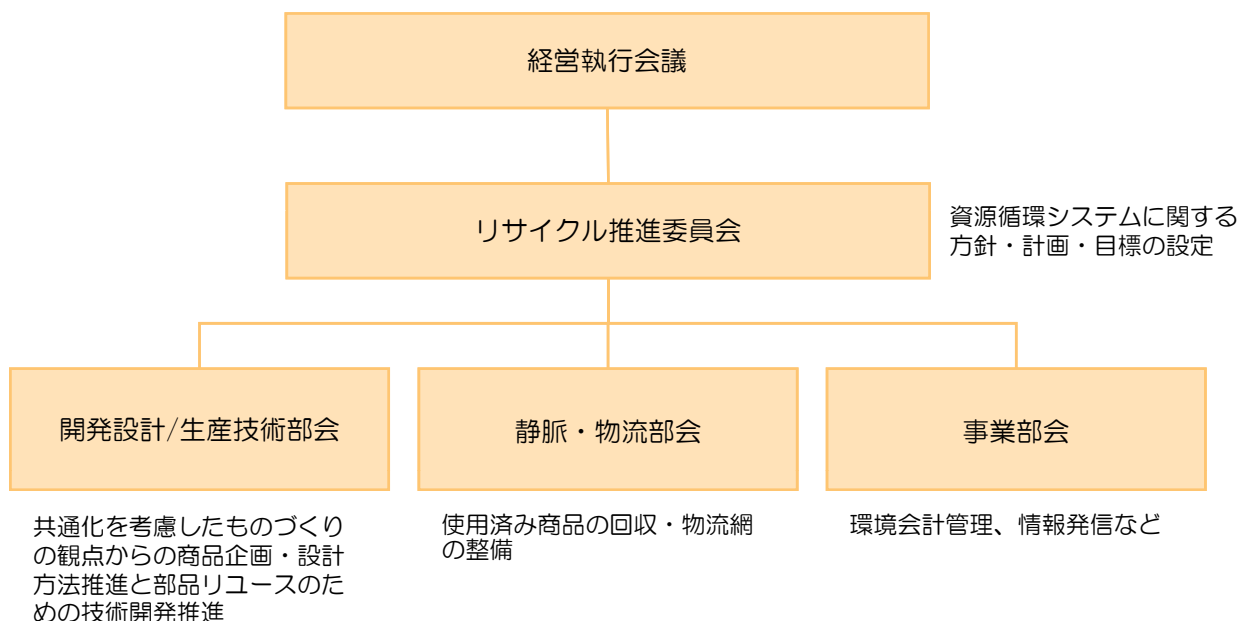 経営執行会議
リサイクル推進委員会
資源循環システムに関する
方針・計画・目標の設定
開発設計/生産技術部会
静脈・物流部会
事業部会
共通化を考慮したものづくり
の観点からの商品企画・設計
方法推進と部品リユースのた
めの技術開発推進
使用済み商品の回収・物流網
の整備
環境会計管理、情報発信など